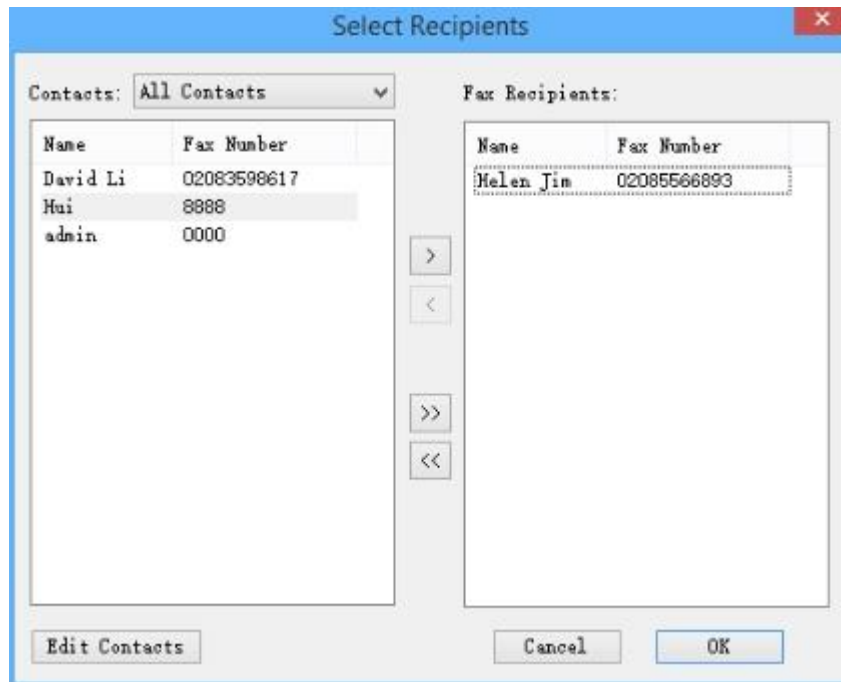 Select Recipients
Contacts: All Contacts
Fax Recipients:
Name Fax Number
David Li 02083598617
Hui 8888
admin 0000
>
<
>>
<<
Name Fax Number
Helen Jim 02085566893
Edit Contacts
Cancel
OK